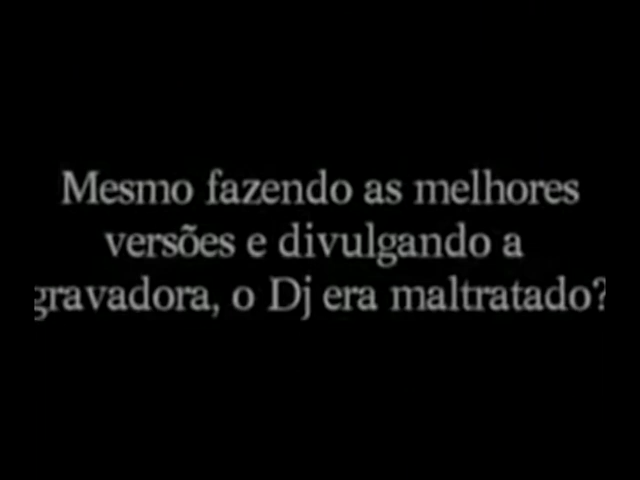 Mesmo fazendo as melhores
versões e divulgando a
gravadora, o Dj era maltratado?